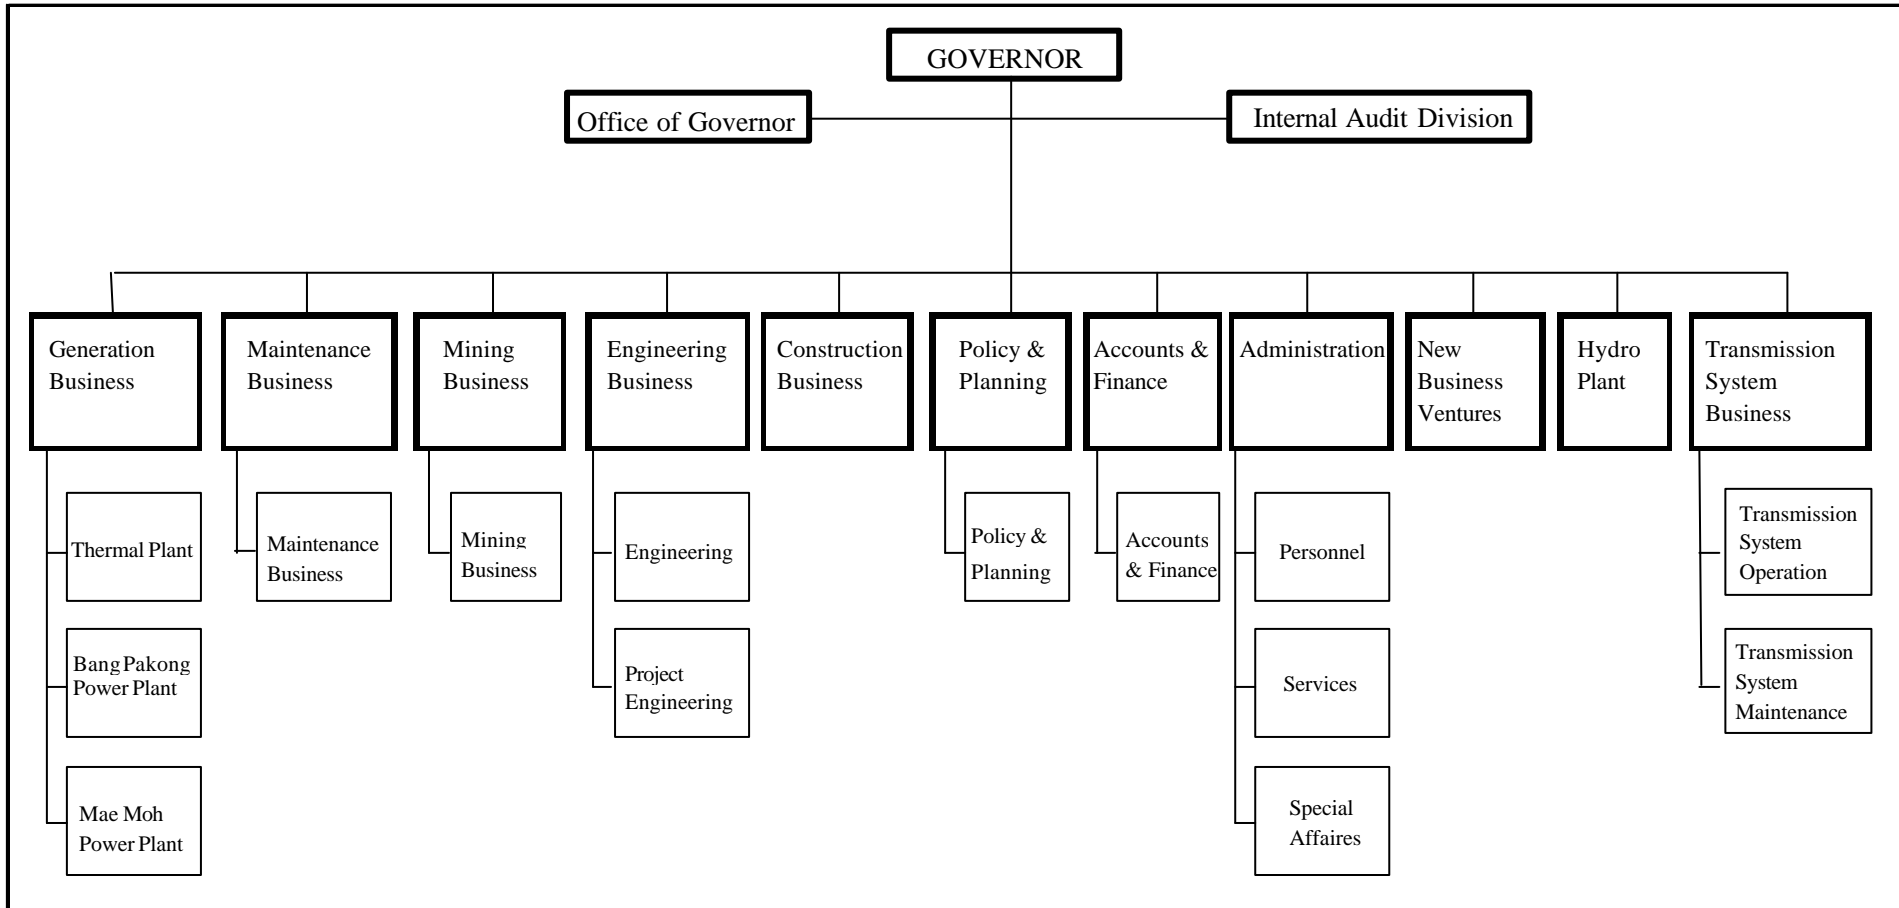 GOVERNOR
Office of Governor
Internal Audit Division
Generation
Business
Maintenance
Business
Mining
Business
Engineering
Business
Construction
Business
Policy &
Planning
Accounts &
Finance
Administration
New
Business
Ventures
Hydro
Plant
Transmission
System
Business
Thermal Plant
Bang Pakong
Power Plant
Mae Moh
Power Plant
Maintenance
Business
Mining
Business
Engineering
Project
Engineering
Policy &
Planning
Accounts
& Finance
Personnel
Services
Special
Affaires
Transmission
System
Operation
Transmission
System
Maintenance